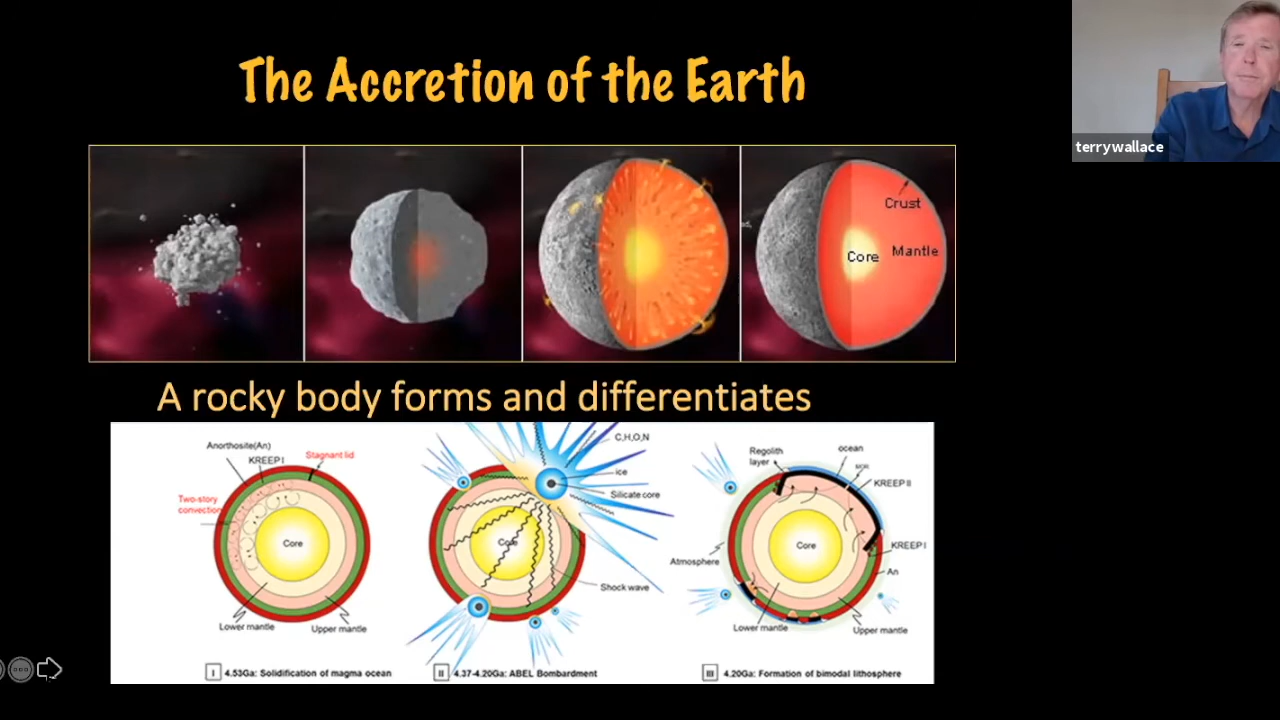 The Accretion of the Earth
terrywallace
Crust
Core
Mantle
A rocky body forms and differentiates
Anorthosite(An)
KREEP I
Stagnant lid
Two-story
convection
Core
Lower mantle
Upper mantle
I 4.53Ga: Solidification of magma ocean
C,H,O,N
ice
Silicate core
Core
Shock wave
II 4.37-4.20Ga: ABEL Bombardment
Regolith
layer
ocean
MOR
KREEP II
KREEP I
An
Atmosphere
Core
Lower mantle
Upper mantle
III 4.20Ga: Formation of bimodal lithosphere